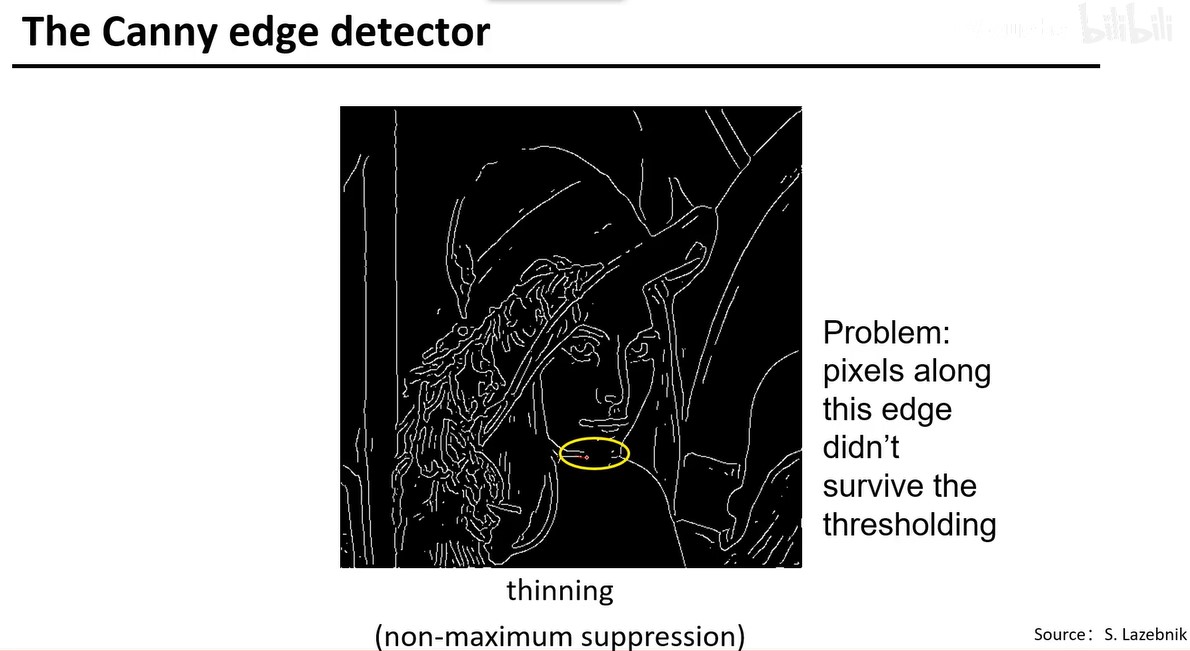 The Canny edge detector
bilibili
Problem:
pixels along
this edge
didn’t
survive the
thresholding
thinning
(non-maximum suppression)
Source： S. Lazebnik